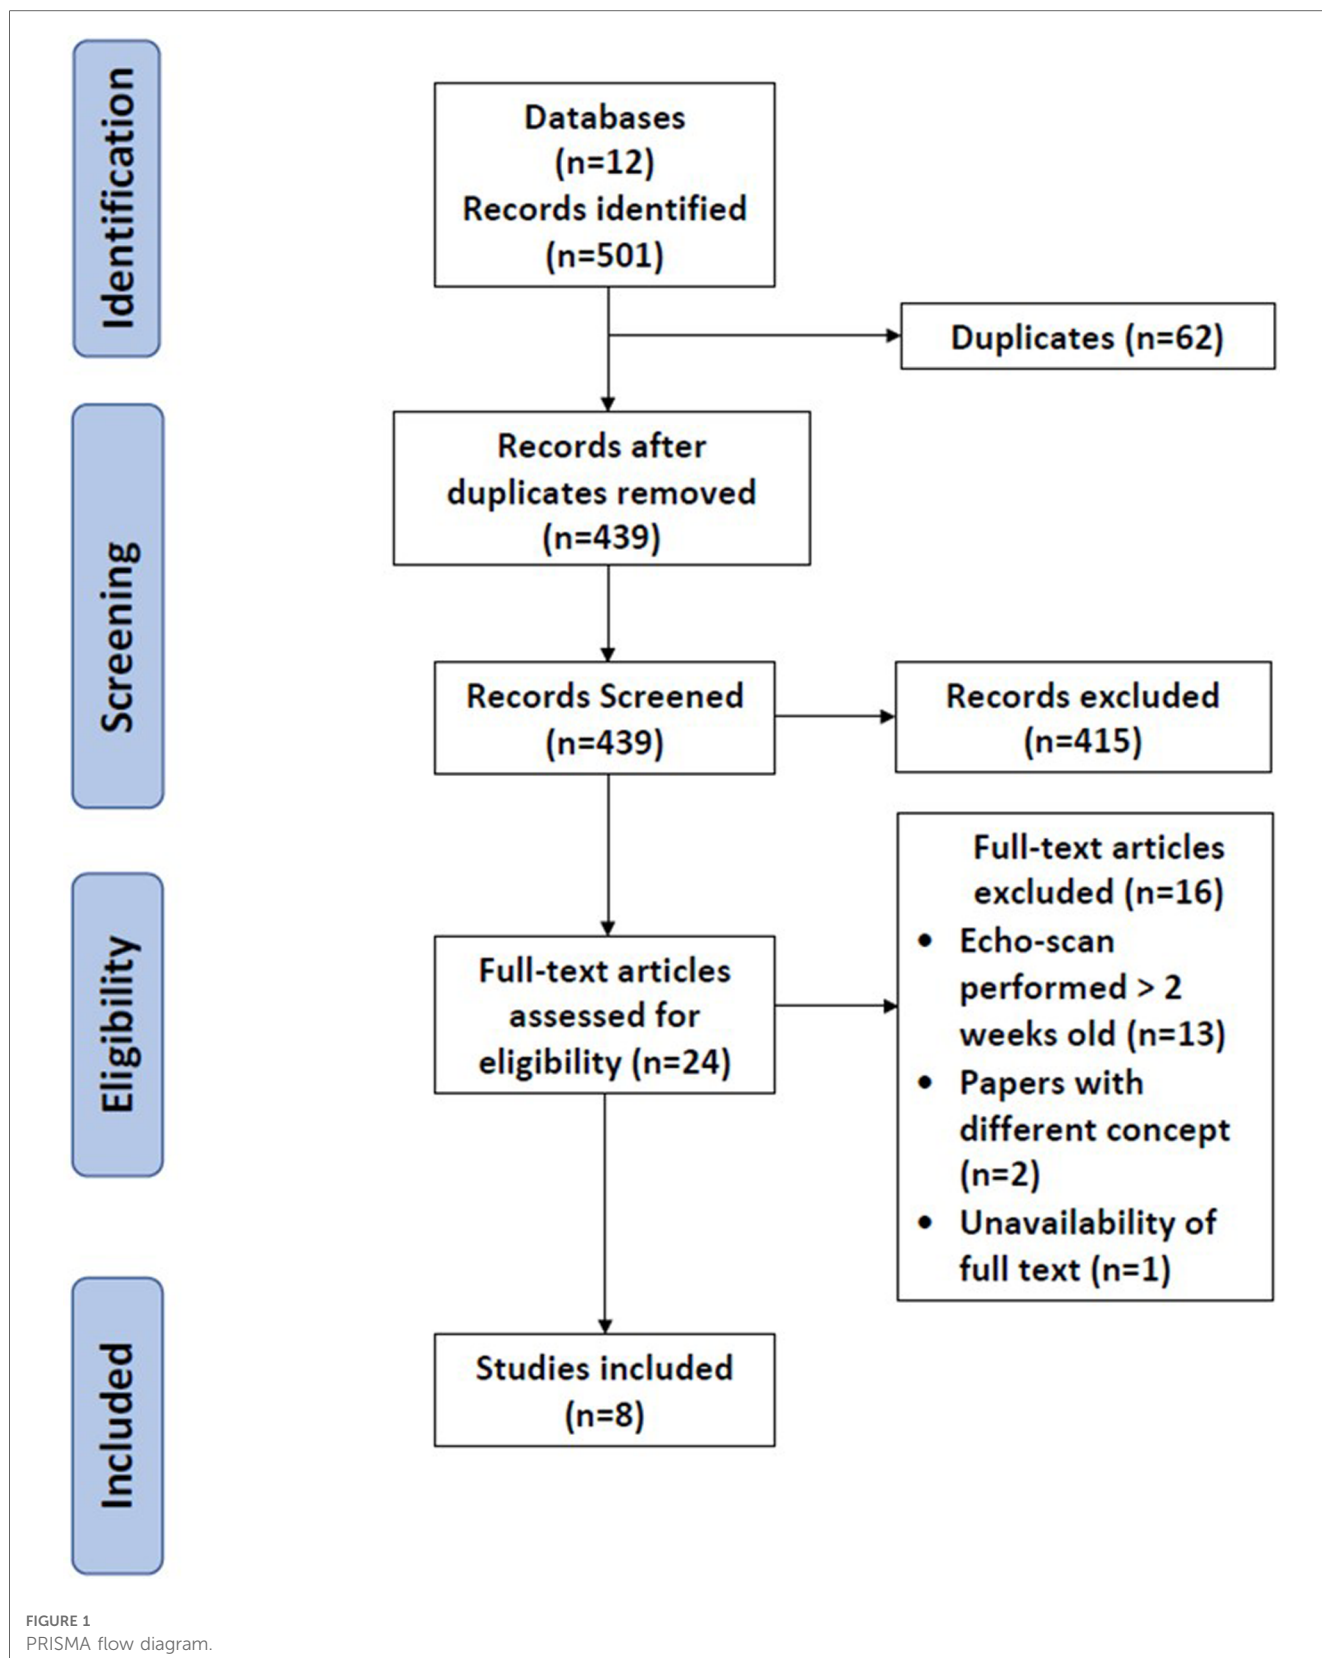 Identification
Databases
(n=12)
Records identified
(n=501)
Duplicates (n=62)
Screening
Records after
duplicates removed
(n=439)
Records Screened
(n=439)
Records excluded
(n=415)
Eligibility
Full-text articles
assessed for
eligibility (n=24)
Full-text articles
excluded (n=16)
• Echo-scan
performed > 2
weeks old (n=13)
• Papers with
different concept
(n=2)
• Unavailability of
full text (n=1)
Included
Studies included
(n=8)
FIGURE 1
PRISMA flow diagram.